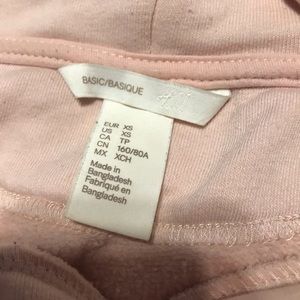 BASIC/BASIQUE
EUR XS
US XS
CA TP
CN 160/80A
MX XCH
Made in
Bangladesh
Fabriqué en
Bangladesh